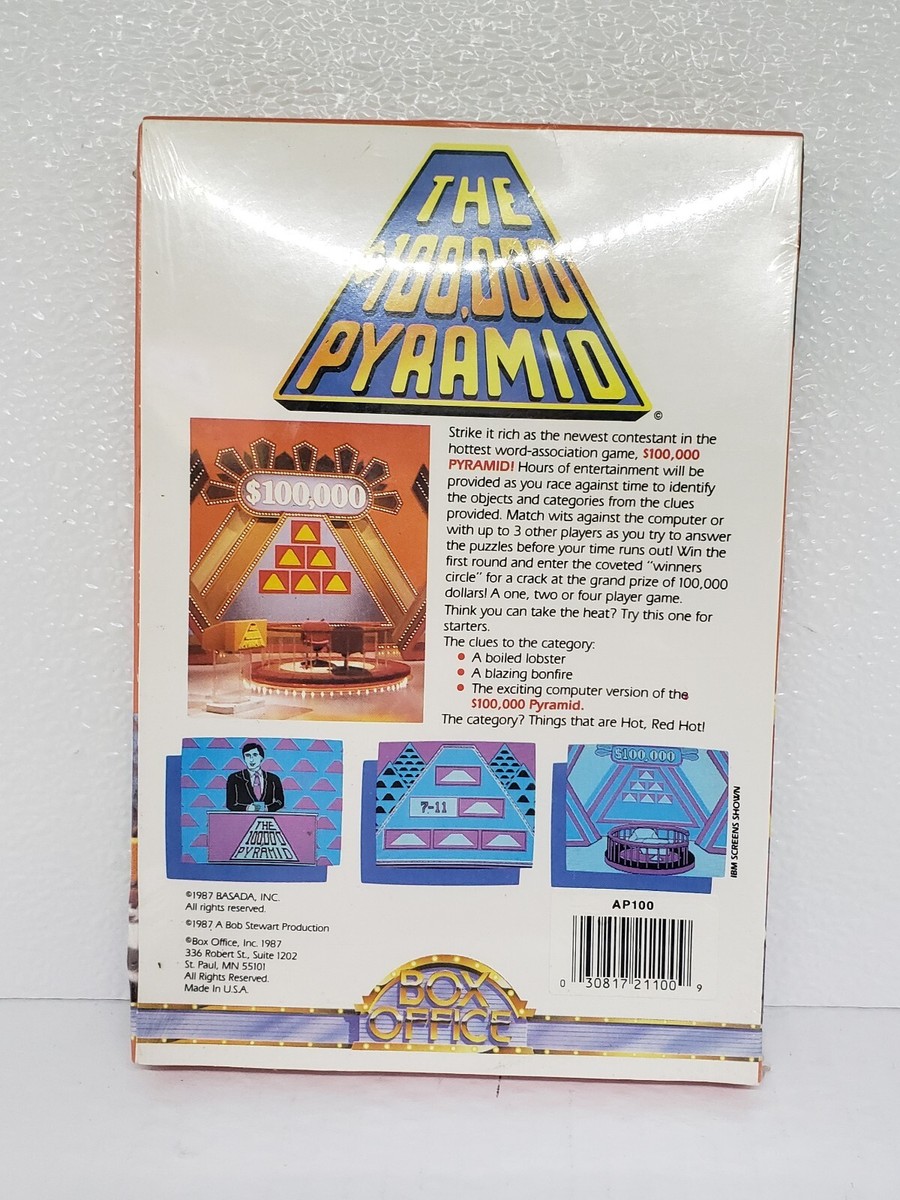 THE
$100,000
PYRAMID
©
$100,000
Strike it rich as the newest contestant in the
hottest word-association game, $100,000
PYRAMID! Hours of entertainment will be
provided as you race against time to identify
the objects and categories from the clues
provided. Match wits against the computer or
with up to 3 other players as you try to answer
the puzzles before your time runs out! Win the
first round and enter the coveted "winners
circle" for a crack at the grand prize of 100,000
dollars! A one, two or four player game.
Think you can take the heat? Try this one for
starters.
The clues to the category:
• A boiled lobster
• A blazing bonfire
• The exciting computer version of the
$100,000 Pyramid.
The category? Things that are Hot, Red Hot!
THE
100,000
PYRAMID
7-11
$100,000
IBM SCREENS SHOWN
©1987 BASADA, INC.
All rights reserved.
©1987 A Bob Stewart Production
©Box Office, Inc. 1987
336 Robert St., Suite 1202
St. Paul, MN 55101
All Rights Reserved.
Made In U.S.A.
AP100
0 30817 21100 9
BOX
OFFICE